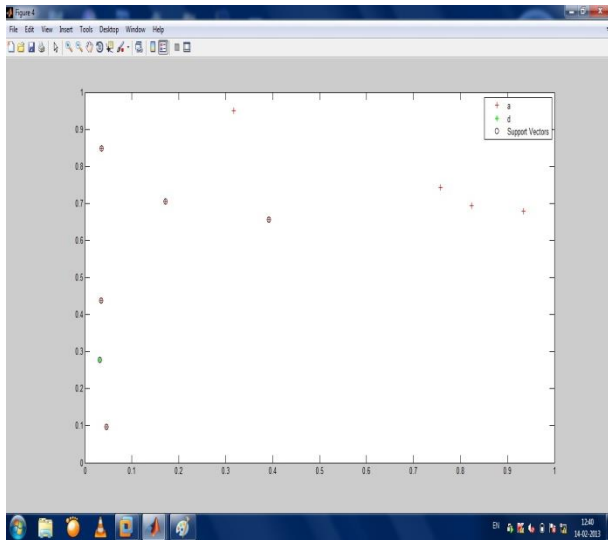 Figure 4
File Edit View Insert Tools Desktop Window Help
a
d
Support Vectors
1
0.9
0.8
0.7
0.6
0.5
0.4
0.3
0.2
0.1
0
0 0.1 0.2 0.3 0.4 0.5 0.6 0.7 0.8 0.9 1
EN 12:40
14-02-2013